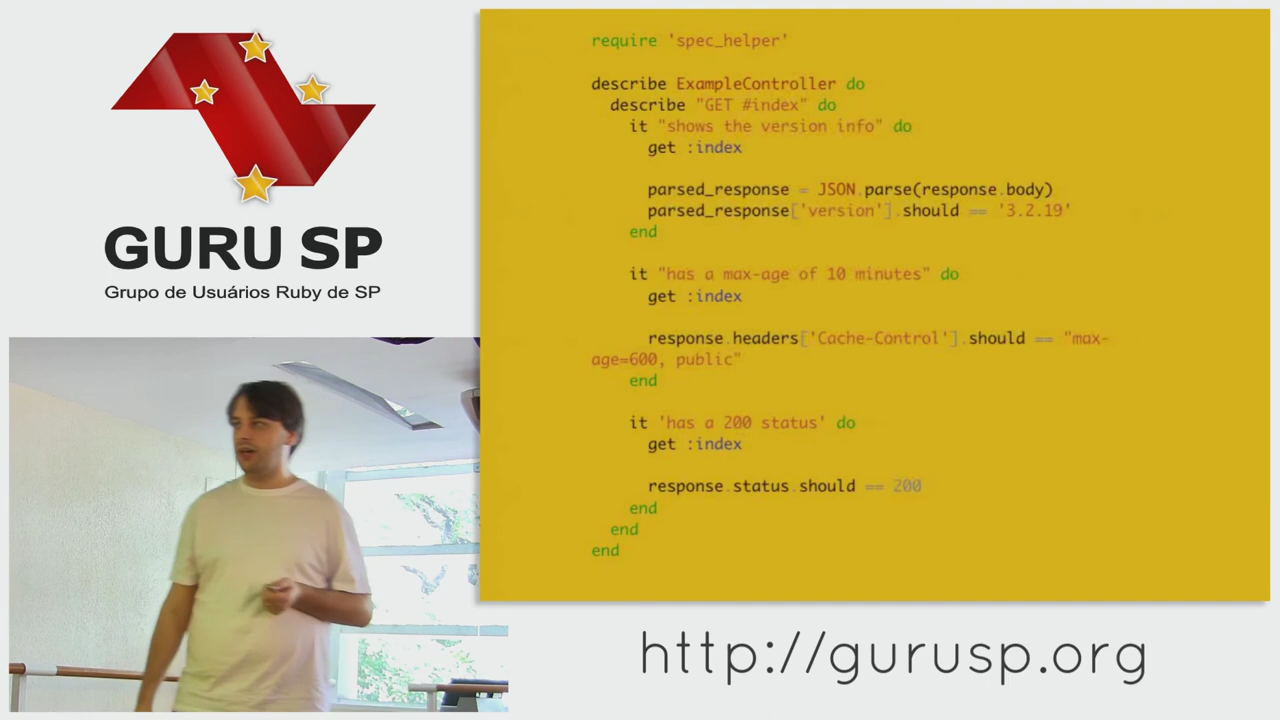 GURU SP
Grupo de Usuários Ruby de SP
require 'spec_helper'
describe ExampleController do
describe "GET #index" do
it "shows the version info" do
get :index
parsed_response = JSON.parse(response.body)
parsed_response['version'].should == '3.2.19'
end
it "has a max-age of 10 minutes" do
get :index
response.headers['Cache-Control'].should == "max-
age=600, public"
end
it 'has a 200 status' do
get :index
response.status.should == 200
end
end
end
http://gurusp.org